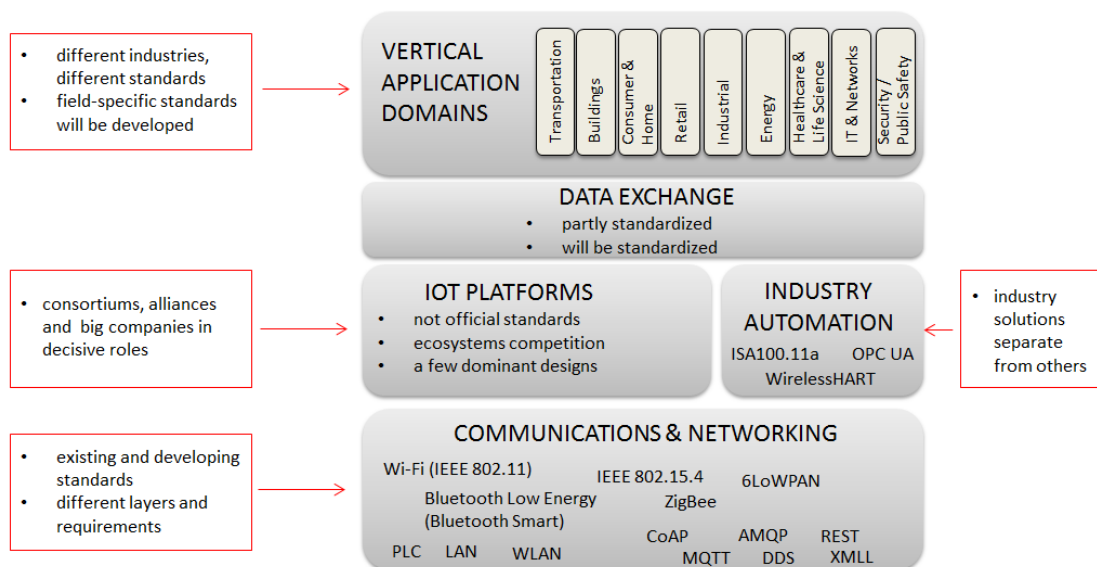 • different industries,
different standards
• field-specific standards
will be developed
VERTICAL
APPLICATION
DOMAINS
Transportation
Buildings
Consumer &
Home
Retail
Industrial
Energy
Healthcare &
Life Science
IT & Networks
Security /
Public Safety
DATA EXCHANGE
• partly standardized
• will be standardized
• consortiums, alliances
and big companies in
decisive roles
IOT PLATFORMS
• not official standards
• ecosystems competition
• a few dominant designs
INDUSTRY
AUTOMATION
ISA100.11a OPC UA
WirelessHART
• industry
solutions
separate
from others
• existing and developing
standards
• different layers and
requirements
COMMUNICATIONS & NETWORKING
Wi-Fi (IEEE 802.11)
IEEE 802.15.4
6LoWPAN
Bluetooth Low Energy
(Bluetooth Smart)
ZigBee
PLC LAN WLAN
CoAP AMQP REST
MQTT DDS XMLL